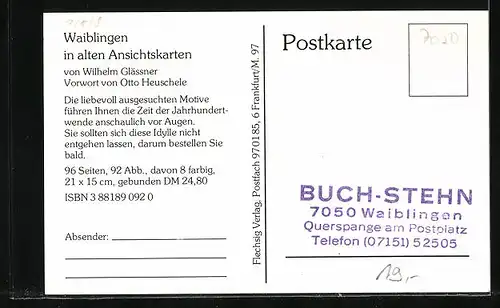 Waiblingen
in alten Ansichtskarten
von Wilhelm Glässner
Vorwort von Otto Heuschele
Die liebevoll ausgesuchten Motive
führen Ihnen die Zeit der Jahrhundert-
wende anschaulich vor Augen.
Sie sollten sich diese Idylle nicht
entgehen lassen, darum bestellen Sie
bald.
96 Seiten, 92 Abb., davon 8 farbig,
21 x 15 cm, gebunden DM 24,80
ISBN 3 88189 092 0
Absender:
Flechsig Verlag, Postfach 970185, 6 Frankfurt/M. 97
Postkarte
7050
BUCH-STEHN
7050 Waiblingen
Querspange am Postplatz
Telefon (07151) 52505
19,-